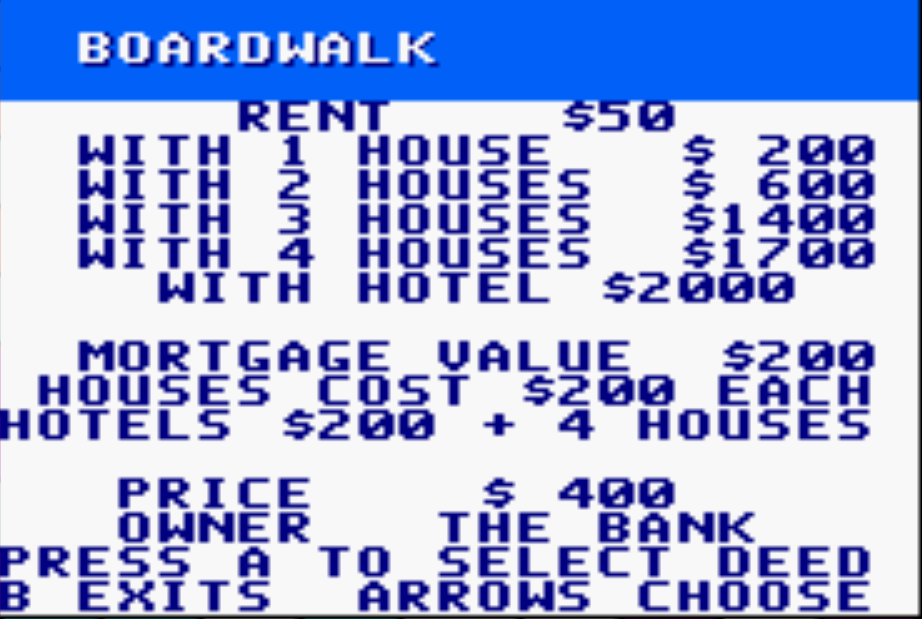 BOARDWALK
RENT $50
WITH 1 HOUSE $ 200
WITH 2 HOUSES $ 600
WITH 3 HOUSES $1400
WITH 4 HOUSES $1700
WITH HOTEL $2000
MORTGAGE VALUE $200
HOUSES COST $200 EACH
HOTELS $200 + 4 HOUSES
PRICE $ 400
OWNER THE BANK
PRESS A TO SELECT DEED
B EXITS ARROWS CHOOSE